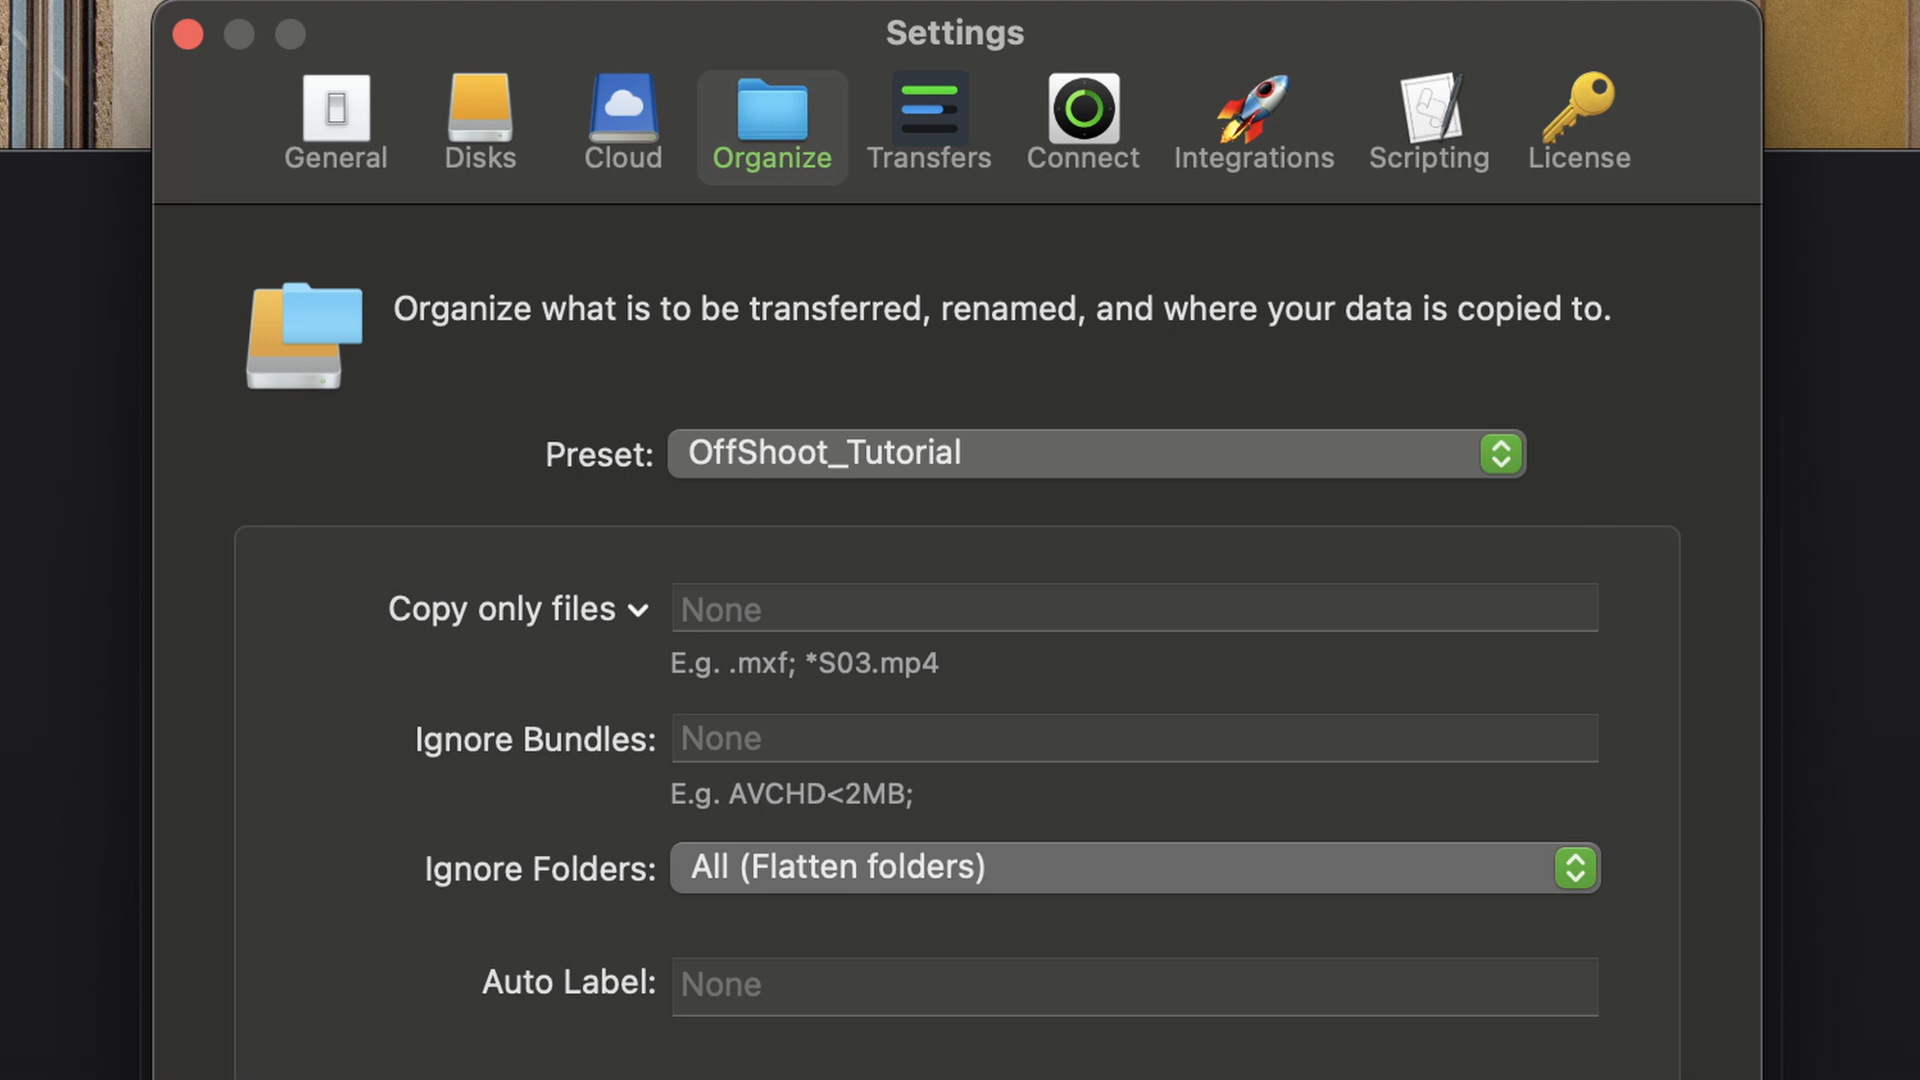 Settings
General Disks Cloud Organize Transfers Connect Integrations Scripting License
Organize what is to be transferred, renamed, and where your data is copied to.
Preset: OffShoot_Tutorial
Copy only files None
E.g. .mxf; *S03.mp4
Ignore Bundles: None
E.g. AVCHD<2MB;
Ignore Folders: All (Flatten folders)
Auto Label: None